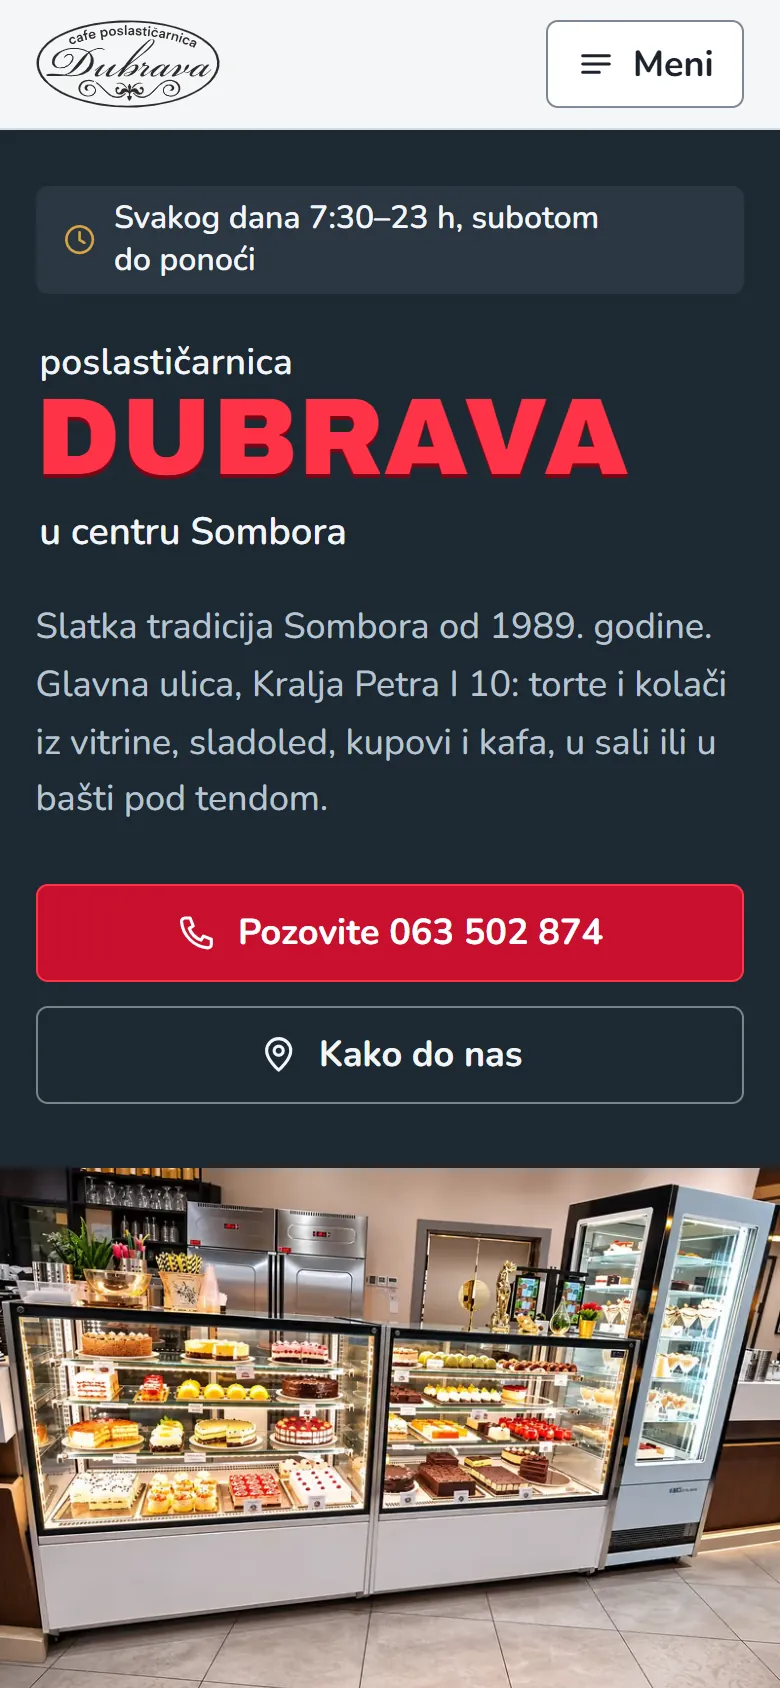 cafe poslastičarnica
Dubrava
Meni
Svakog dana 7:30–23 h, subotom
do ponoći
poslastičarnica
DUBRAVA
u centru Sombora
Slatka tradicija Sombora od 1989. godine.
Glavna ulica, Kralja Petra I 10: torte i kolači
iz vitrine, sladoled, kupovi i kafa, u sali ili u
bašti pod tendom.
Pozovite 063 502 874
Kako do nas